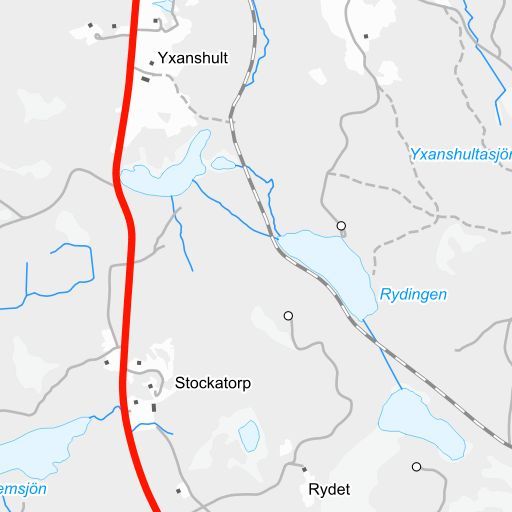 Yxanshult
Yxanshultasjön
Rydingen
Stockatorp
emsjön
Rydet